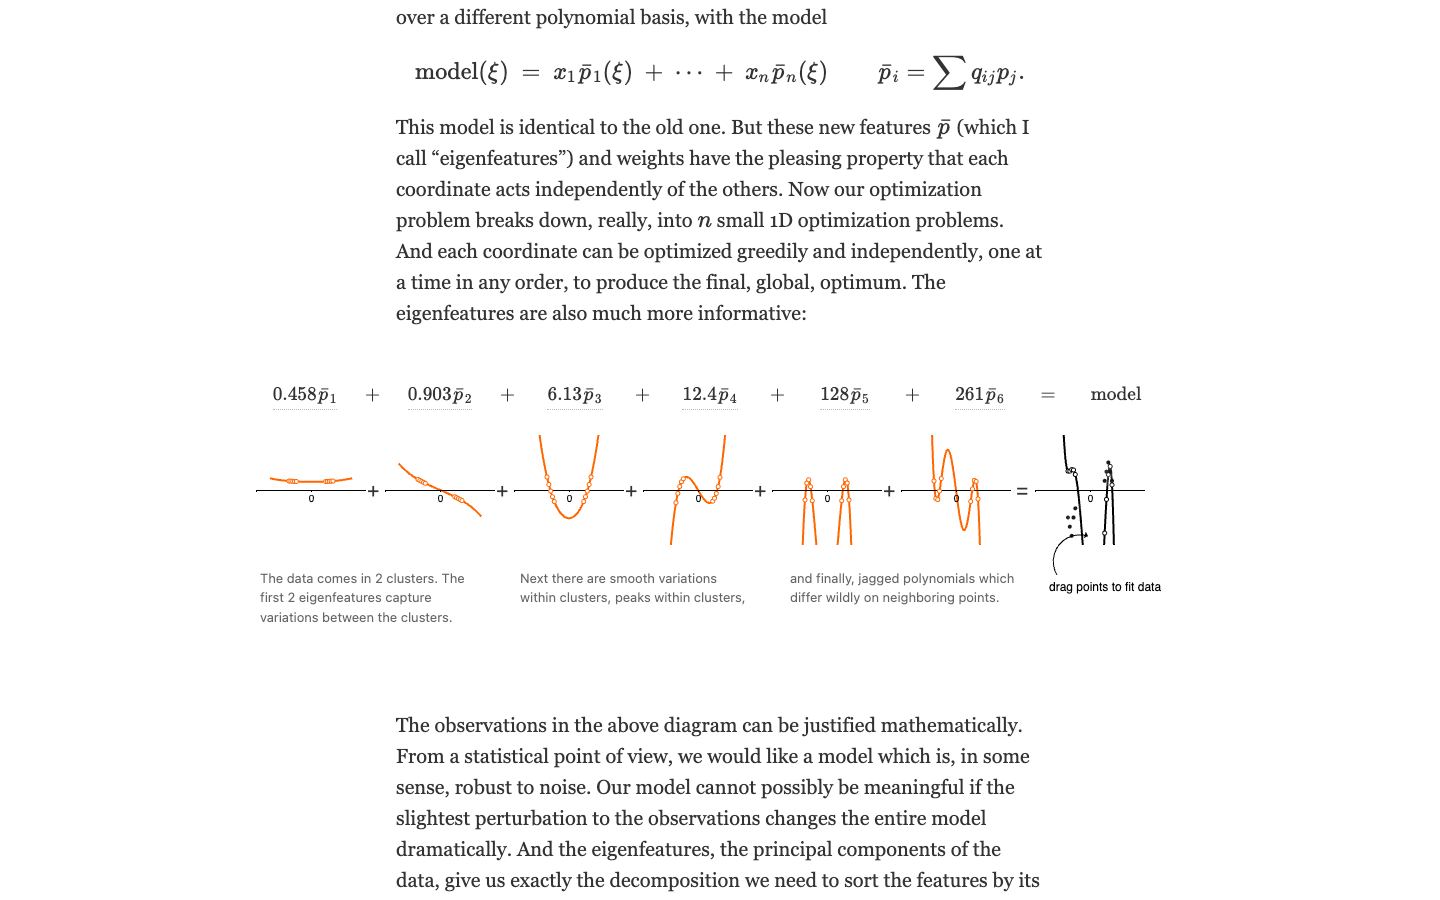 over a different polynomial basis, with the model
model(ξ) = x₁p̄₁(ξ) + ··· + xₙp̄ₙ(ξ) p̄ᵢ = ∑ qᵢⱼpⱼ.
This model is identical to the old one. But these new features p̄ (which I
call “eigenfeatures”) and weights have the pleasing property that each
coordinate acts independently of the others. Now our optimization
problem breaks down, really, into n small 1D optimization problems.
And each coordinate can be optimized greedily and independently, one at
a time in any order, to produce the final, global, optimum. The
eigenfeatures are also much more informative:
0.458p̄₁ + 0.903p̄₂ + 6.13p̄₃ + 12.4p̄₄ + 128p̄₅ + 261p̄₆ = model
0 + 0 + 0 + 0 + 0 + 0 = 0
The data comes in 2 clusters. The
first 2 eigenfeatures capture
variations between the clusters.
Next there are smooth variations
within clusters, peaks within clusters,
and finally, jagged polynomials which
differ wildly on neighboring points.
drag points to fit data
The observations in the above diagram can be justified mathematically.
From a statistical point of view, we would like a model which is, in some
sense, robust to noise. Our model cannot possibly be meaningful if the
slightest perturbation to the observations changes the entire model
dramatically. And the eigenfeatures, the principal components of the
data, give us exactly the decomposition we need to sort the features by its